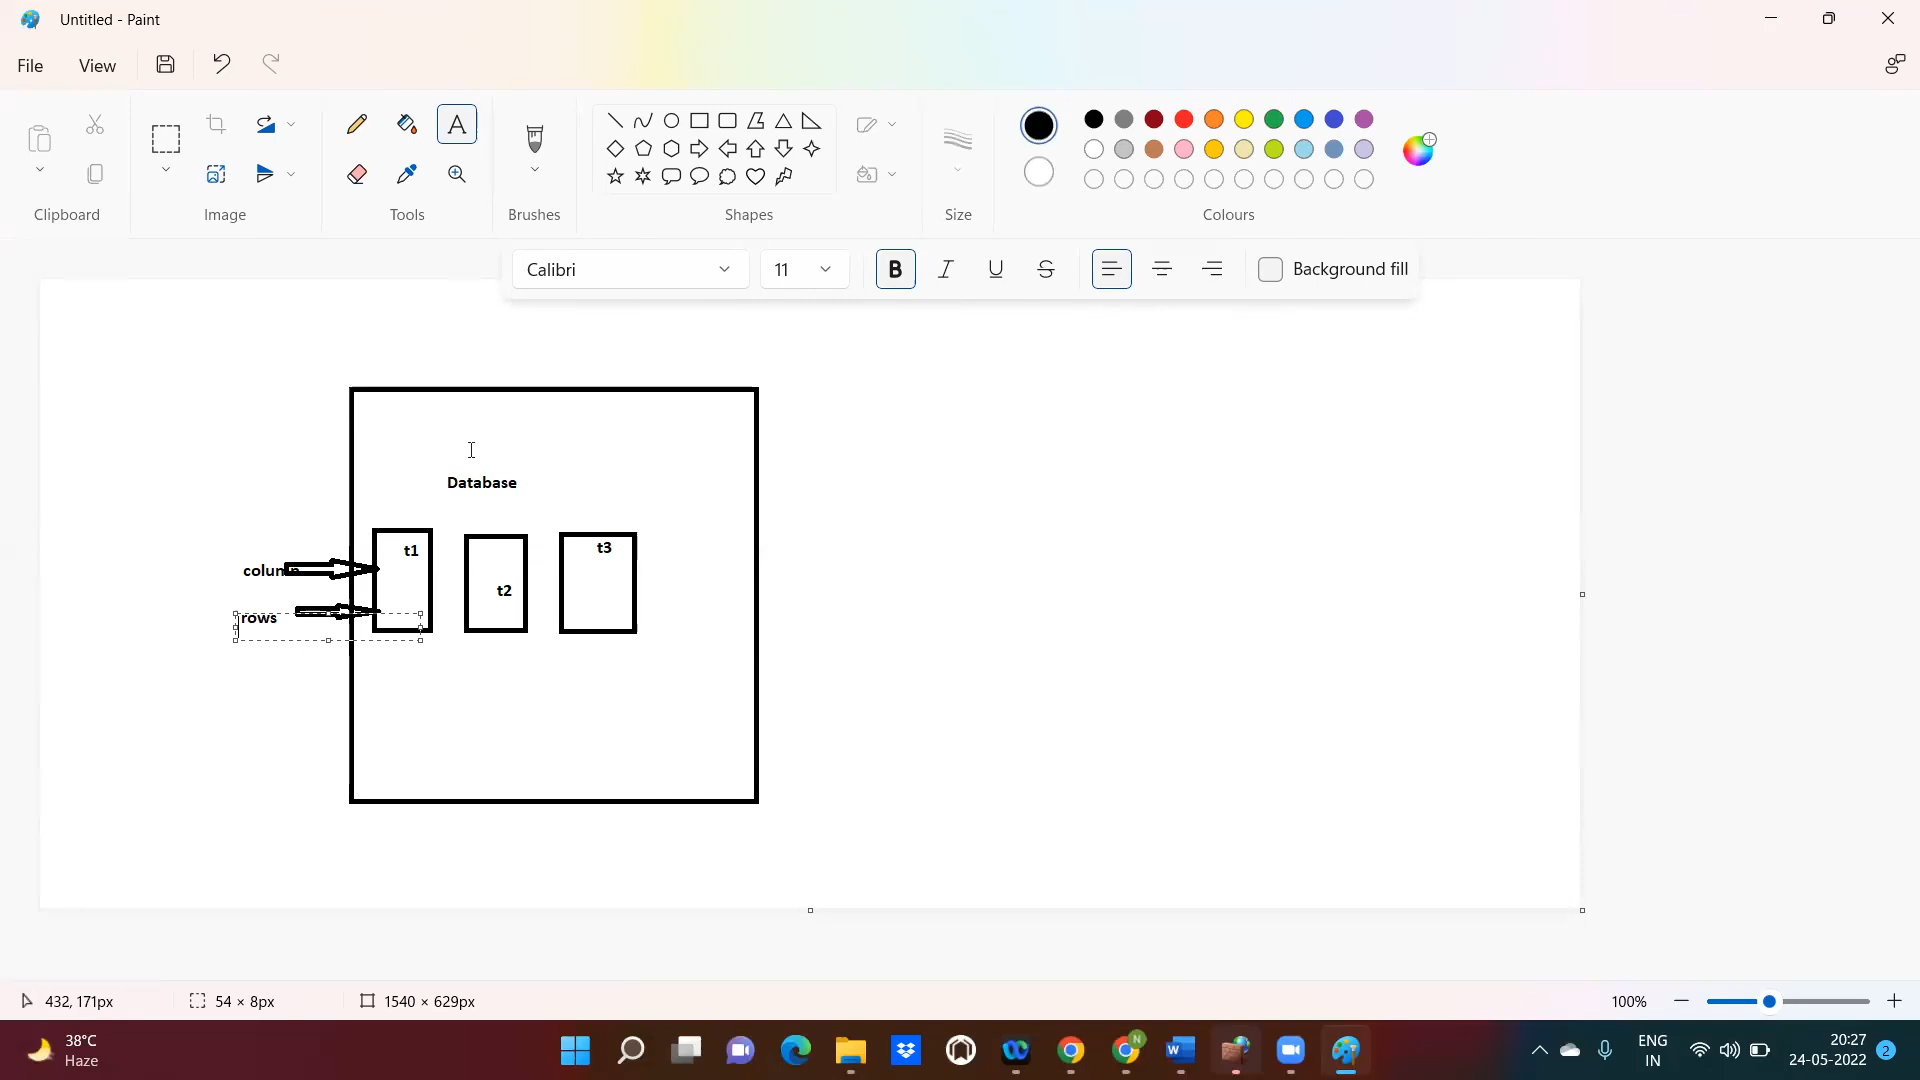 Untitled - Paint
File View
Clipboard Image Tools Brushes Shapes Size Colours
Calibri 11 B I U S Background fill
Database
t1
t3
column
t2
rows
432, 171px 54 × 8px 1540 × 629px 100%
38°C
Haze
ENG
IN
20:27
24-05-2022
2
N